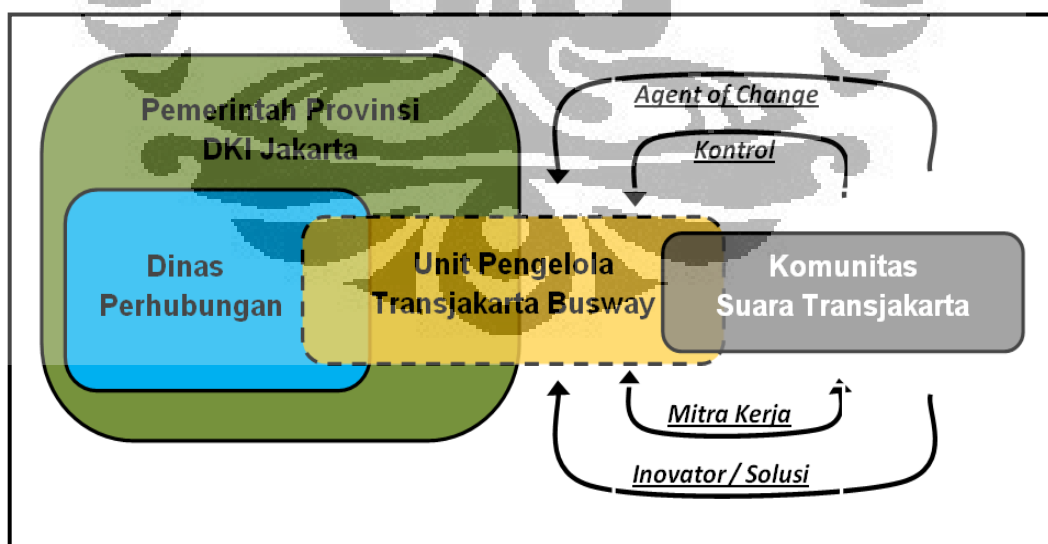 Pemerintah Provinsi
DKI Jakarta
Dinas
Perhubungan
Unit Pengelola
Transjakarta Busway
Komunitas
Suara Transjakarta
Agent of Change
Kontrol
Mitra Kerja
Inovator / Solusi